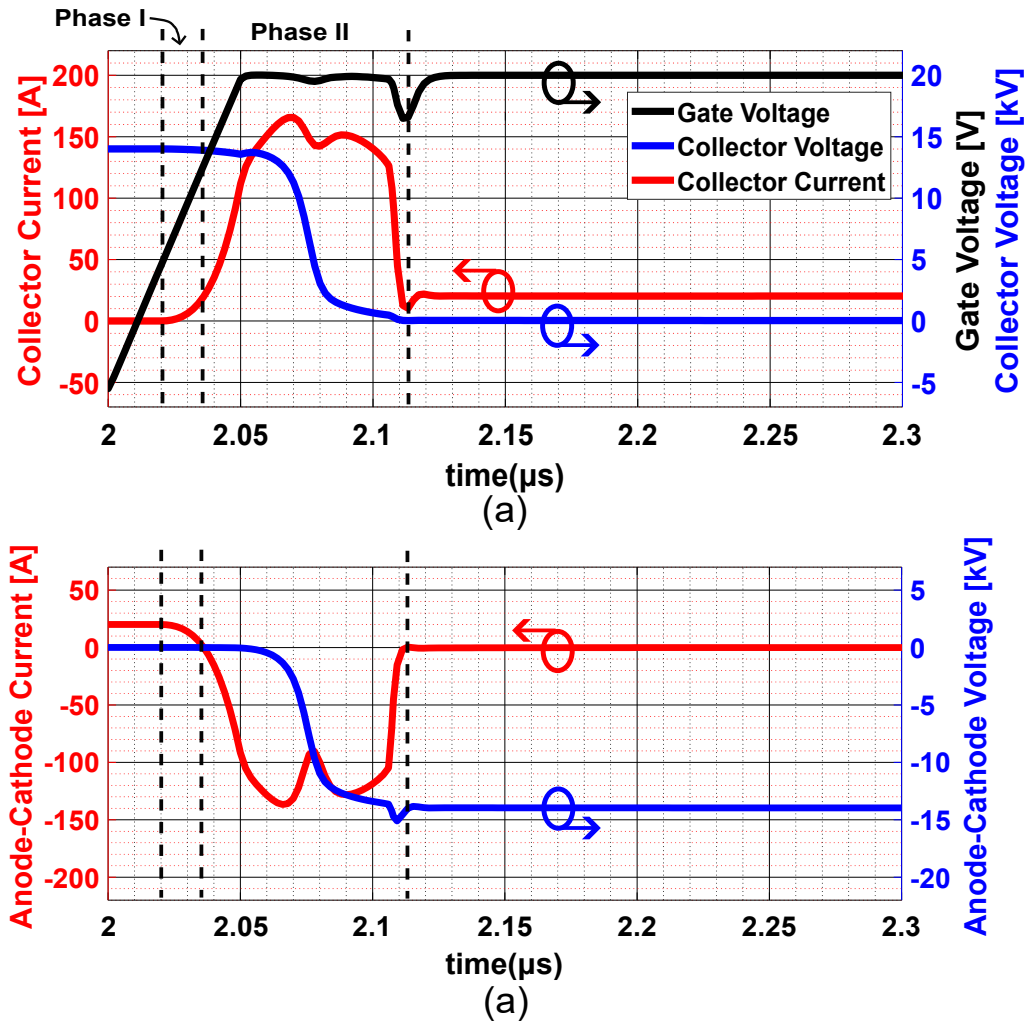 Phase I
Phase II
Collector Current [A]
200
150
100
50
0
-50
Gate Voltage
Collector Voltage
Collector Current
20
15
10
5
0
-5
Gate Voltage [V]
Collector Voltage [kV]
2 2.05 2.1 2.15 2.2 2.25 2.3
time(μs)
(a)
Anode-Cathode Current [A]
50
0
-50
-100
-150
-200
5
0
-5
-10
-15
-20
Anode-Cathode Voltage [kV]
2 2.05 2.1 2.15 2.2 2.25 2.3
time(μs)
(a)